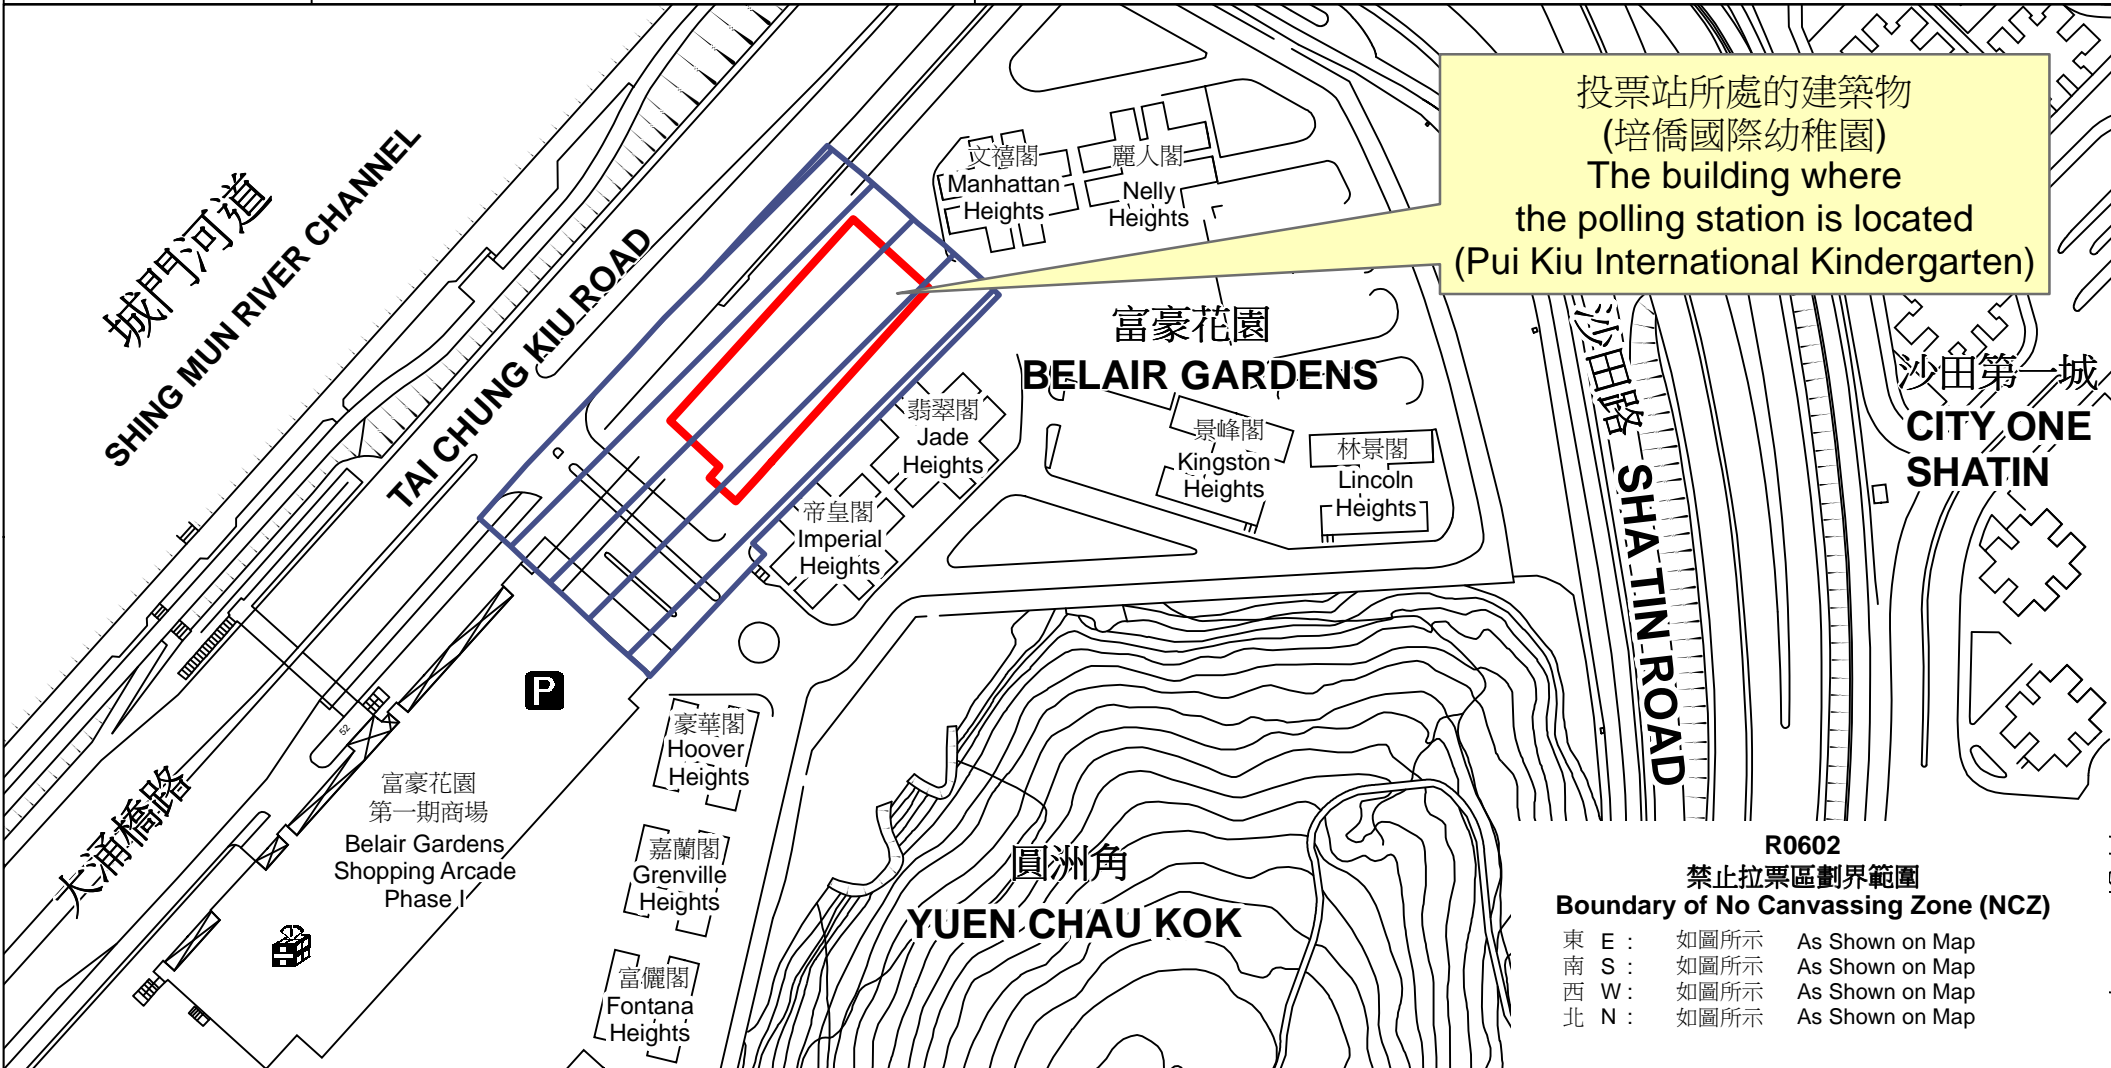 投票站所處的建築物
(培僑國際幼稚園)
The building where
the polling station is located
(Pui Kiu International Kindergarten)
城門河道
SHING MUN RIVER CHANNEL
TAI CHUNG KIU ROAD
大涌橋路
文禧閣
Manhattan
Heights
麗人閣
Nelly
Heights
富豪花園
BELAIR GARDENS
翡翠閣
Jade
Heights
景峰閣
Kingston
Heights
林景閣
Lincoln
Heights
帝皇閣
Imperial
Heights
沙田路 SHA TIN ROAD
沙田第一城
CITY ONE
SHATIN
P
52
豪華閣
Hoover
Heights
富豪花園
第一期商場
Belair Gardens
Shopping Arcade
Phase I
嘉蘭閣
Grenville
Heights
富儷閣
Fontana
Heights
圓洲角
YUEN CHAU KOK
R0602
禁止拉票區劃界範圍
Boundary of No Canvassing Zone (NCZ)
東 E : 如圖所示 As Shown on Map
南 S : 如圖所示 As Shown on Map
西 W : 如圖所示 As Shown on Map
北 N : 如圖所示 As Shown on Map